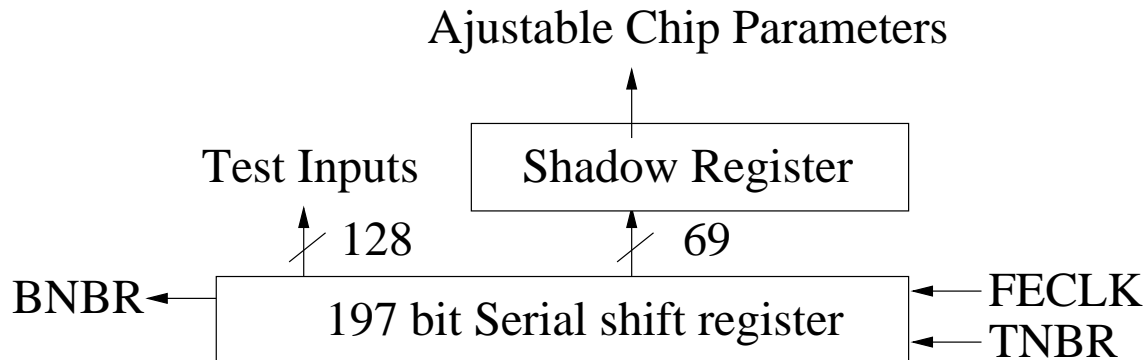 Ajustable Chip Parameters
Test Inputs
Shadow Register
128
69
BNBR
197 bit Serial shift register
FECLK
TNBR